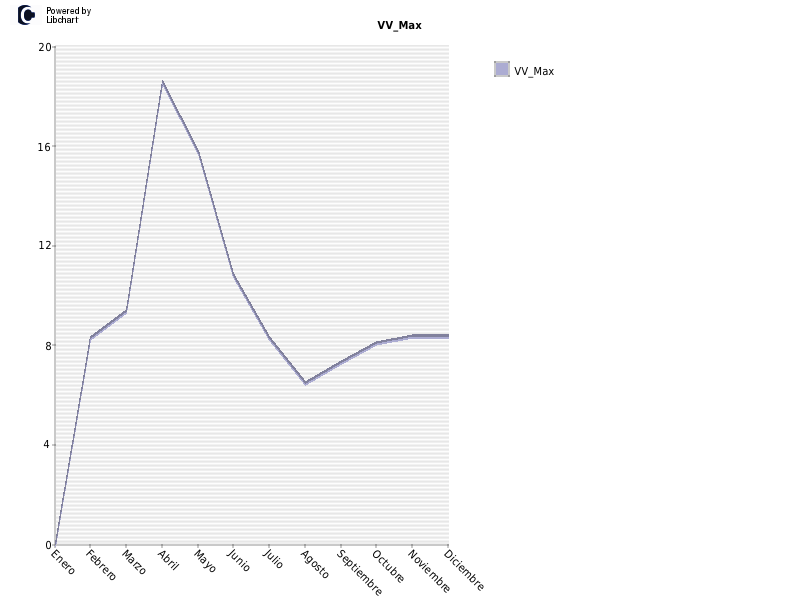 Powered by
Libchart
VV_Max
VV_Max
20
16
12
8
4
0
Enero
Febrero
Marzo
Abril
Mayo
Junio
Julio
Agosto
Septiembre
Octubre
Noviembre
Diciembre